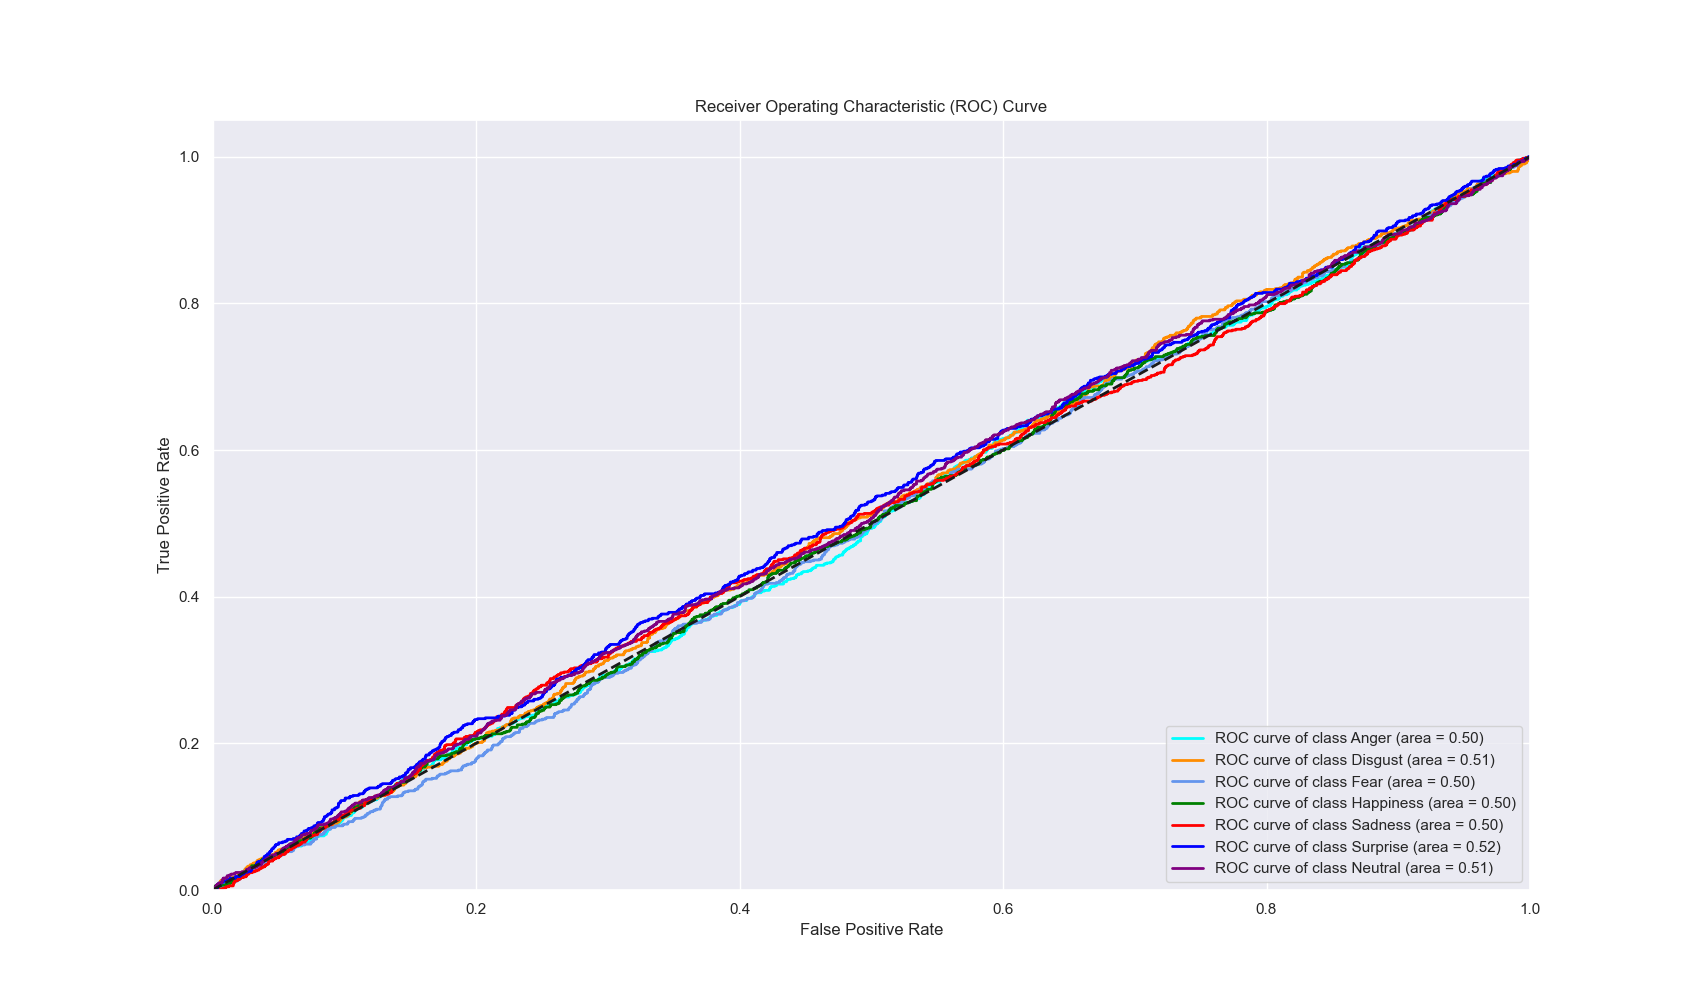 Receiver Operating Characteristic (ROC) Curve
True Positive Rate
1.0
0.8
0.6
0.4
0.2
0.0
0.0 0.2 0.4 0.6 0.8 1.0
False Positive Rate
ROC curve of class Anger (area = 0.50)
ROC curve of class Disgust (area = 0.51)
ROC curve of class Fear (area = 0.50)
ROC curve of class Happiness (area = 0.50)
ROC curve of class Sadness (area = 0.50)
ROC curve of class Surprise (area = 0.52)
ROC curve of class Neutral (area = 0.51)